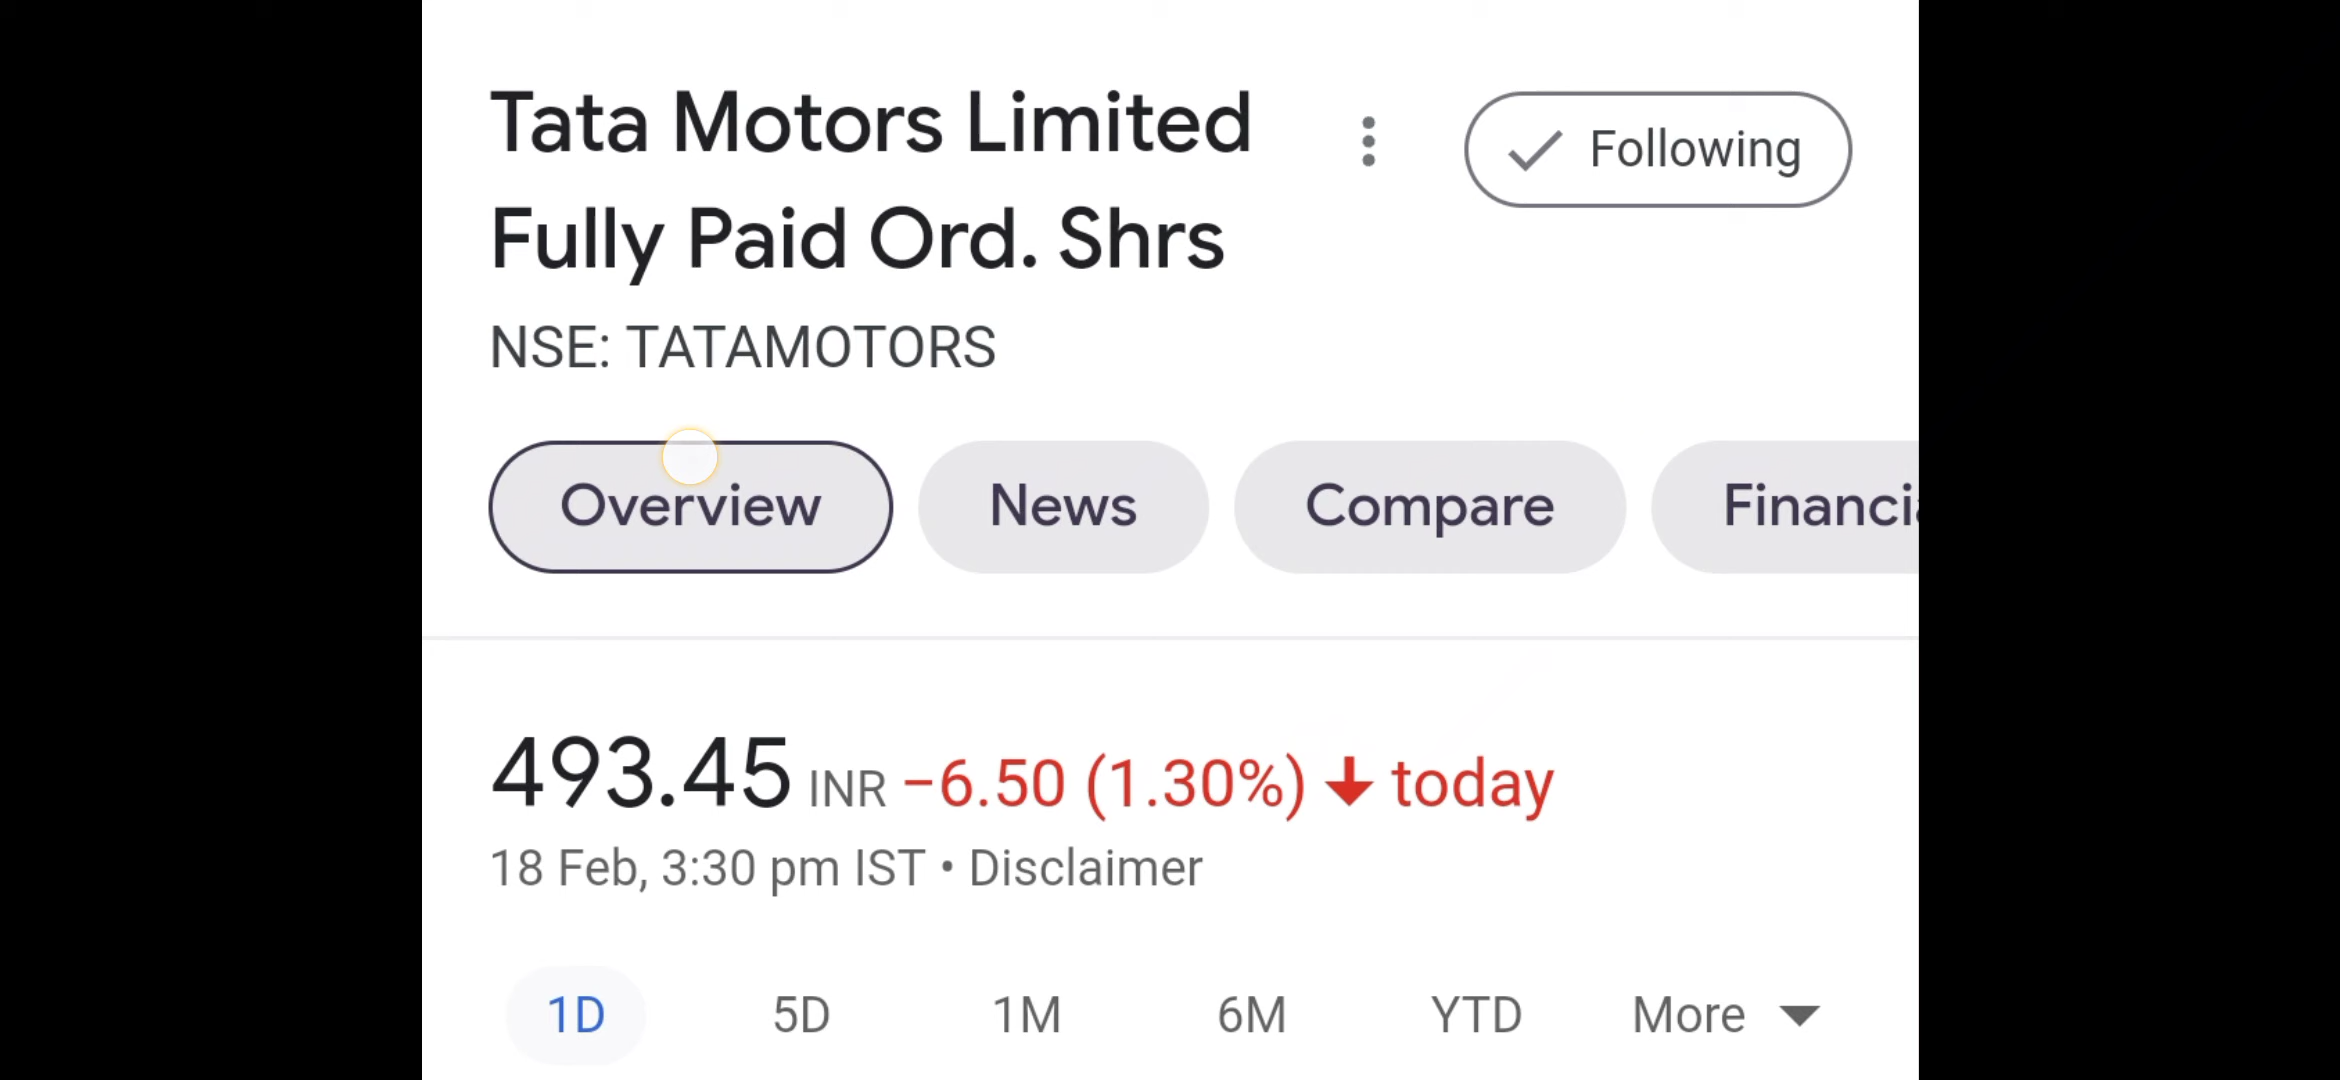 Tata Motors Limited
Fully Paid Ord. Shrs
Following
NSE: TATAMOTORS
Overview News Compare Financi
493.45 INR −6.50 (1.30%) ↓ today
18 Feb, 3:30 pm IST • Disclaimer
1D 5D 1M 6M YTD More